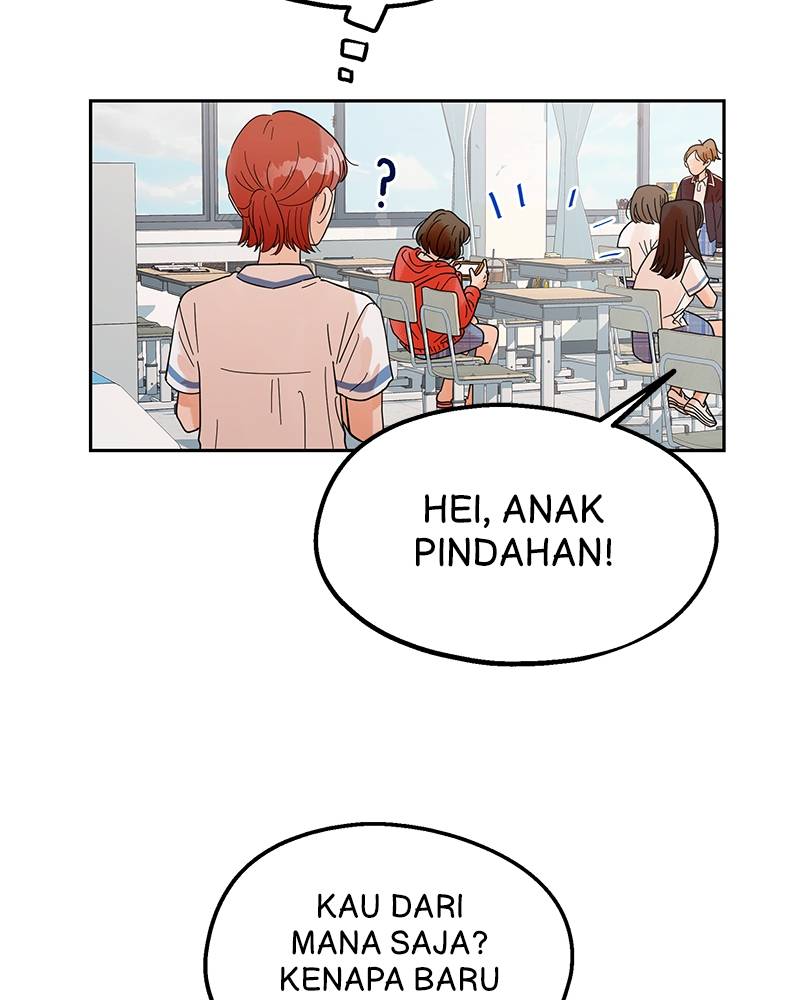 ?
HEI, ANAK
PINDAHAN!
KAU DARI
MANA SAJA?
KENAPA BARU